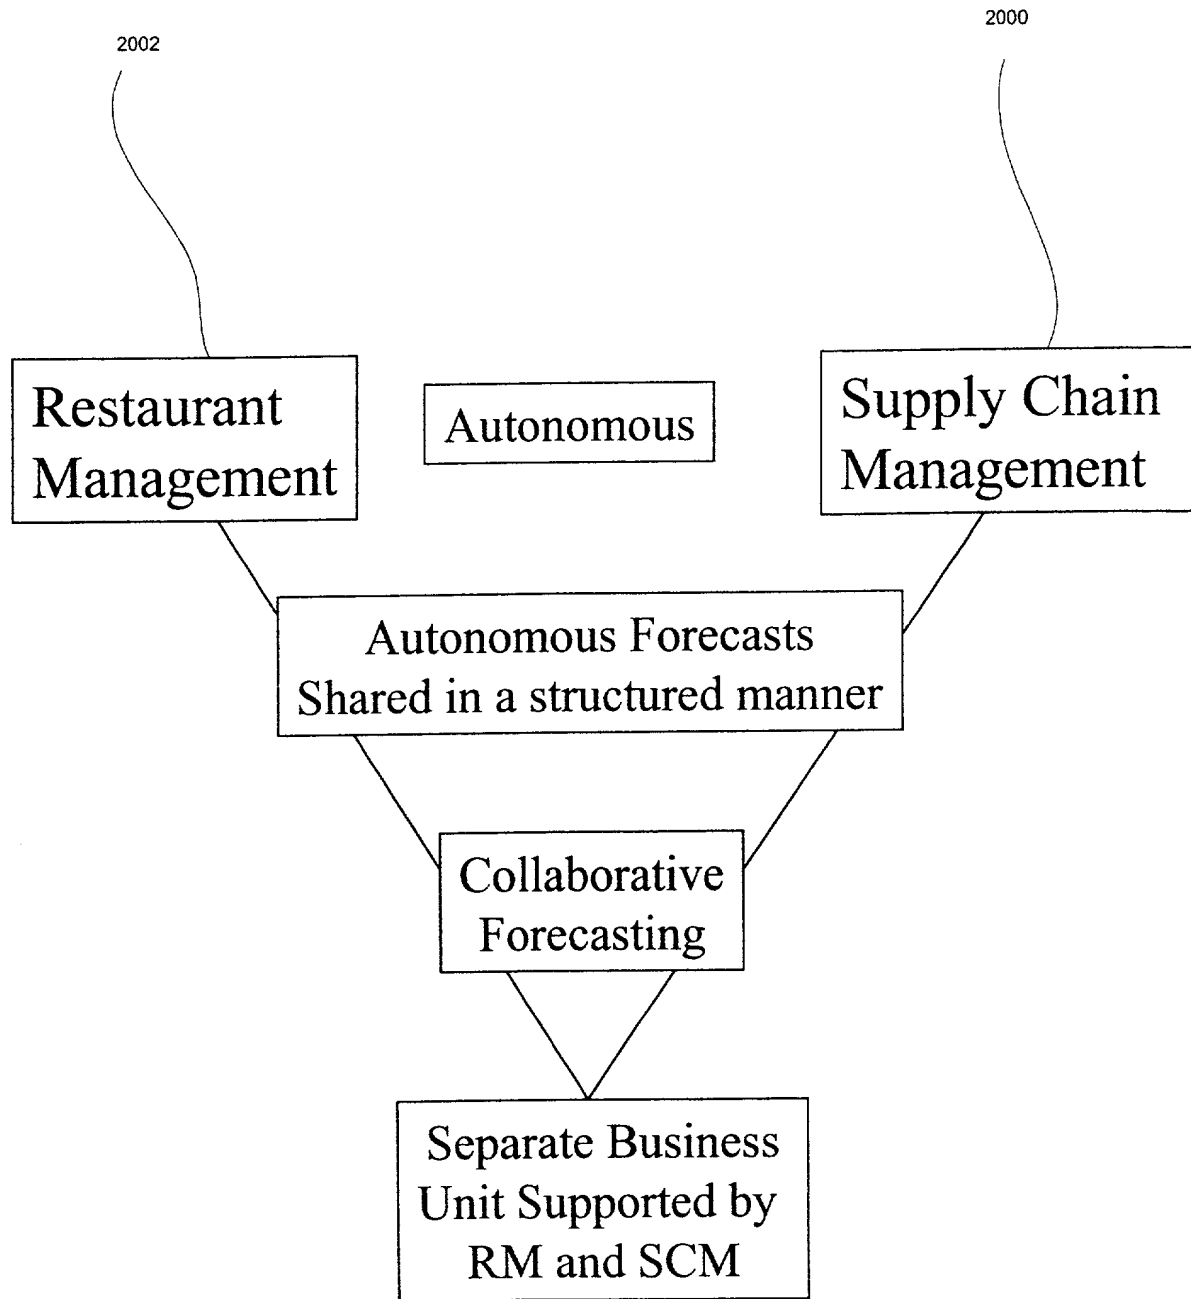 2002
2000
Restaurant
Management
Autonomous
Supply Chain
Management
Autonomous Forecasts
Shared in a structured manner
Collaborative
Forecasting
Separate Business
Unit Supported by
RM and SCM